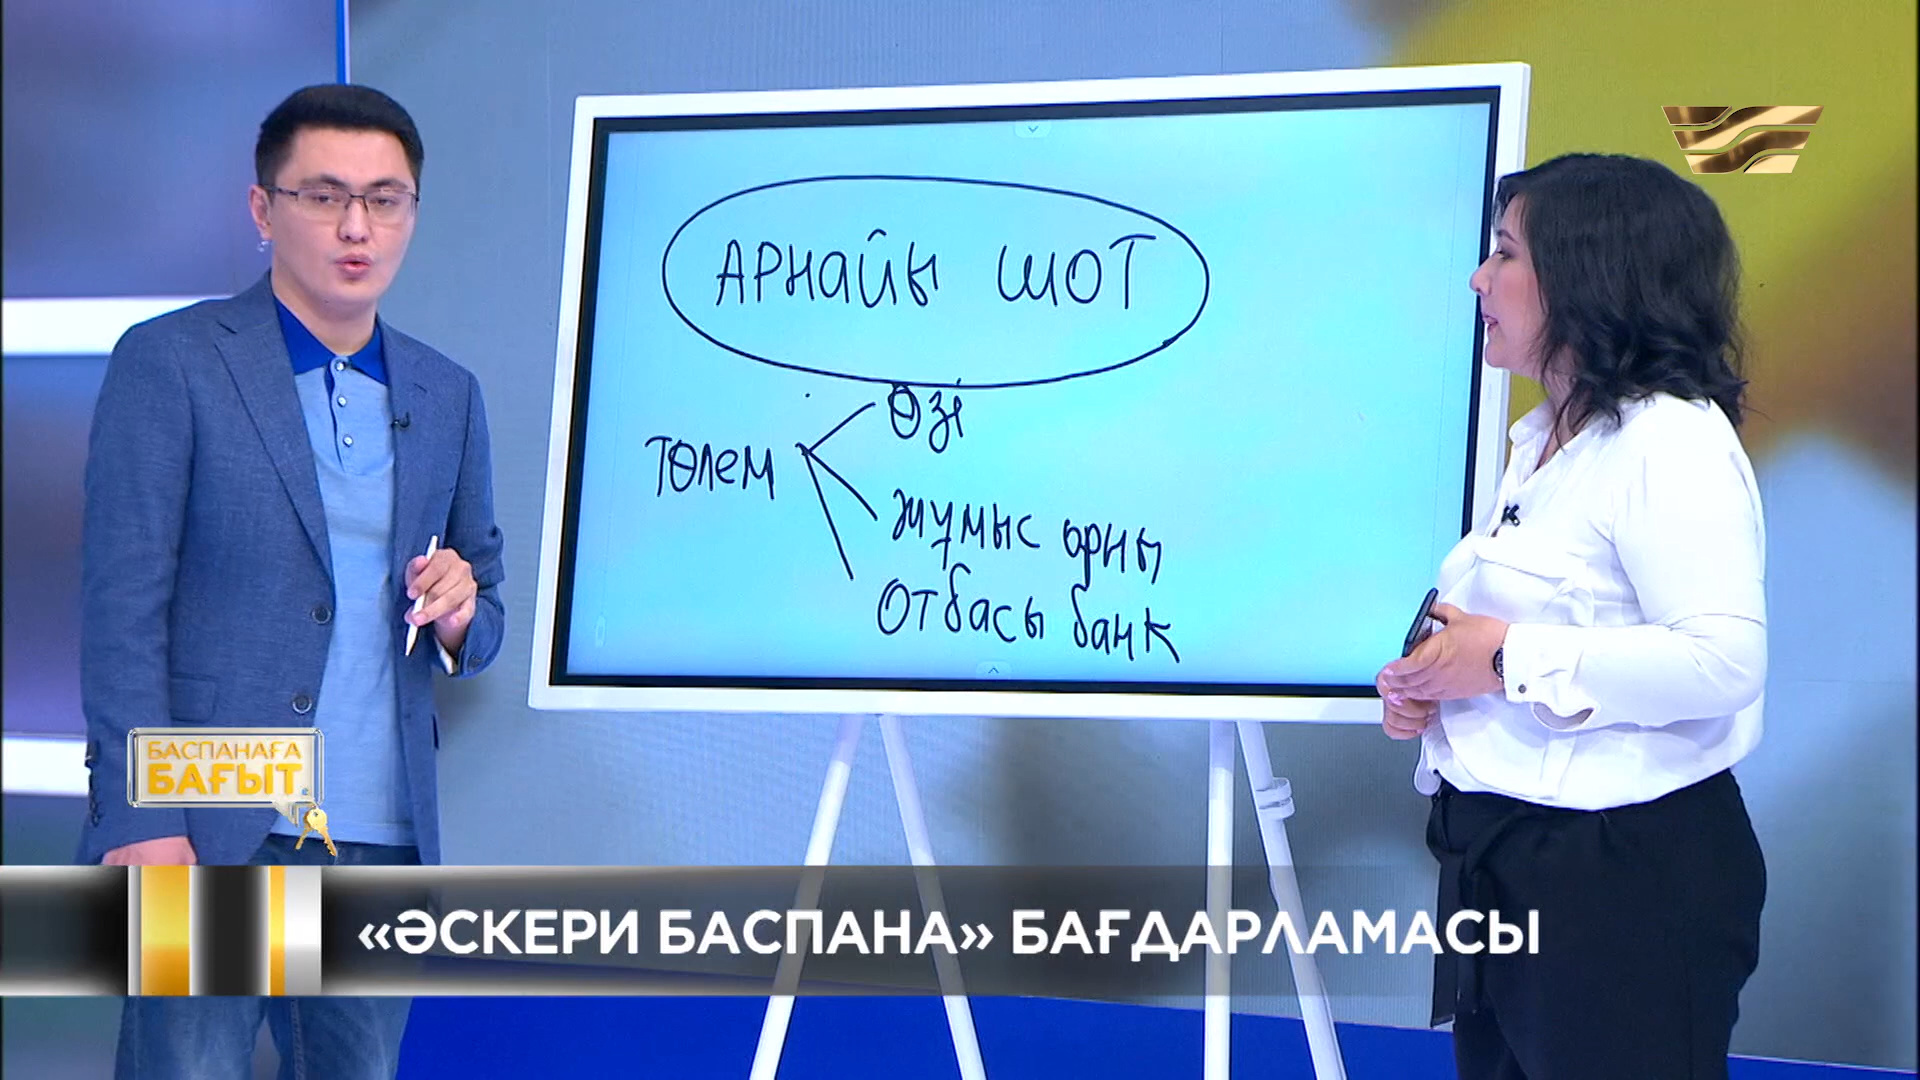 АРНАЙЫ ШОТ
Өзі
төлем
жұмыс орны
Отбасы банк
БАСПАНАҒА
БАҒЫТ
«ӘСКЕРИ БАСПАНА» БАҒДАРЛАМАСЫ